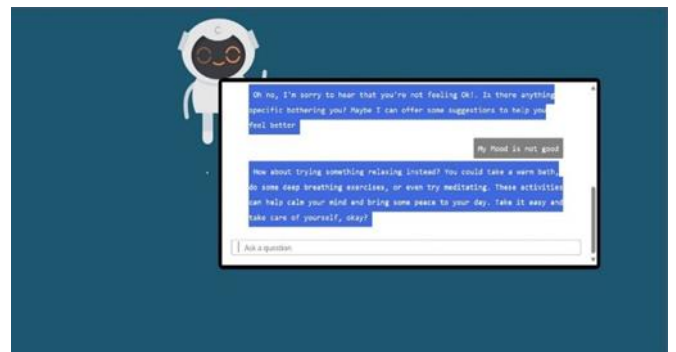 Oh no, I'm sorry to hear that you're not feeling Ok!. Is there anything
specific bothering you? Maybe I can offer some suggestions to help you
feel better
My Mood is not good
How about trying something relaxing instead? You could take a warm bath,
do some deep breathing exercises, or even try meditating. These activities
can help calm your mind and bring some peace to your day. Take it easy and
take care of yourself, okay?
Ask a question